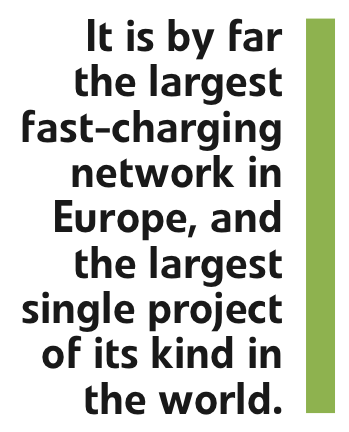 It is by far
the largest
fast-charging
network in
Europe, and
the largest
single project
of its kind in
the world.